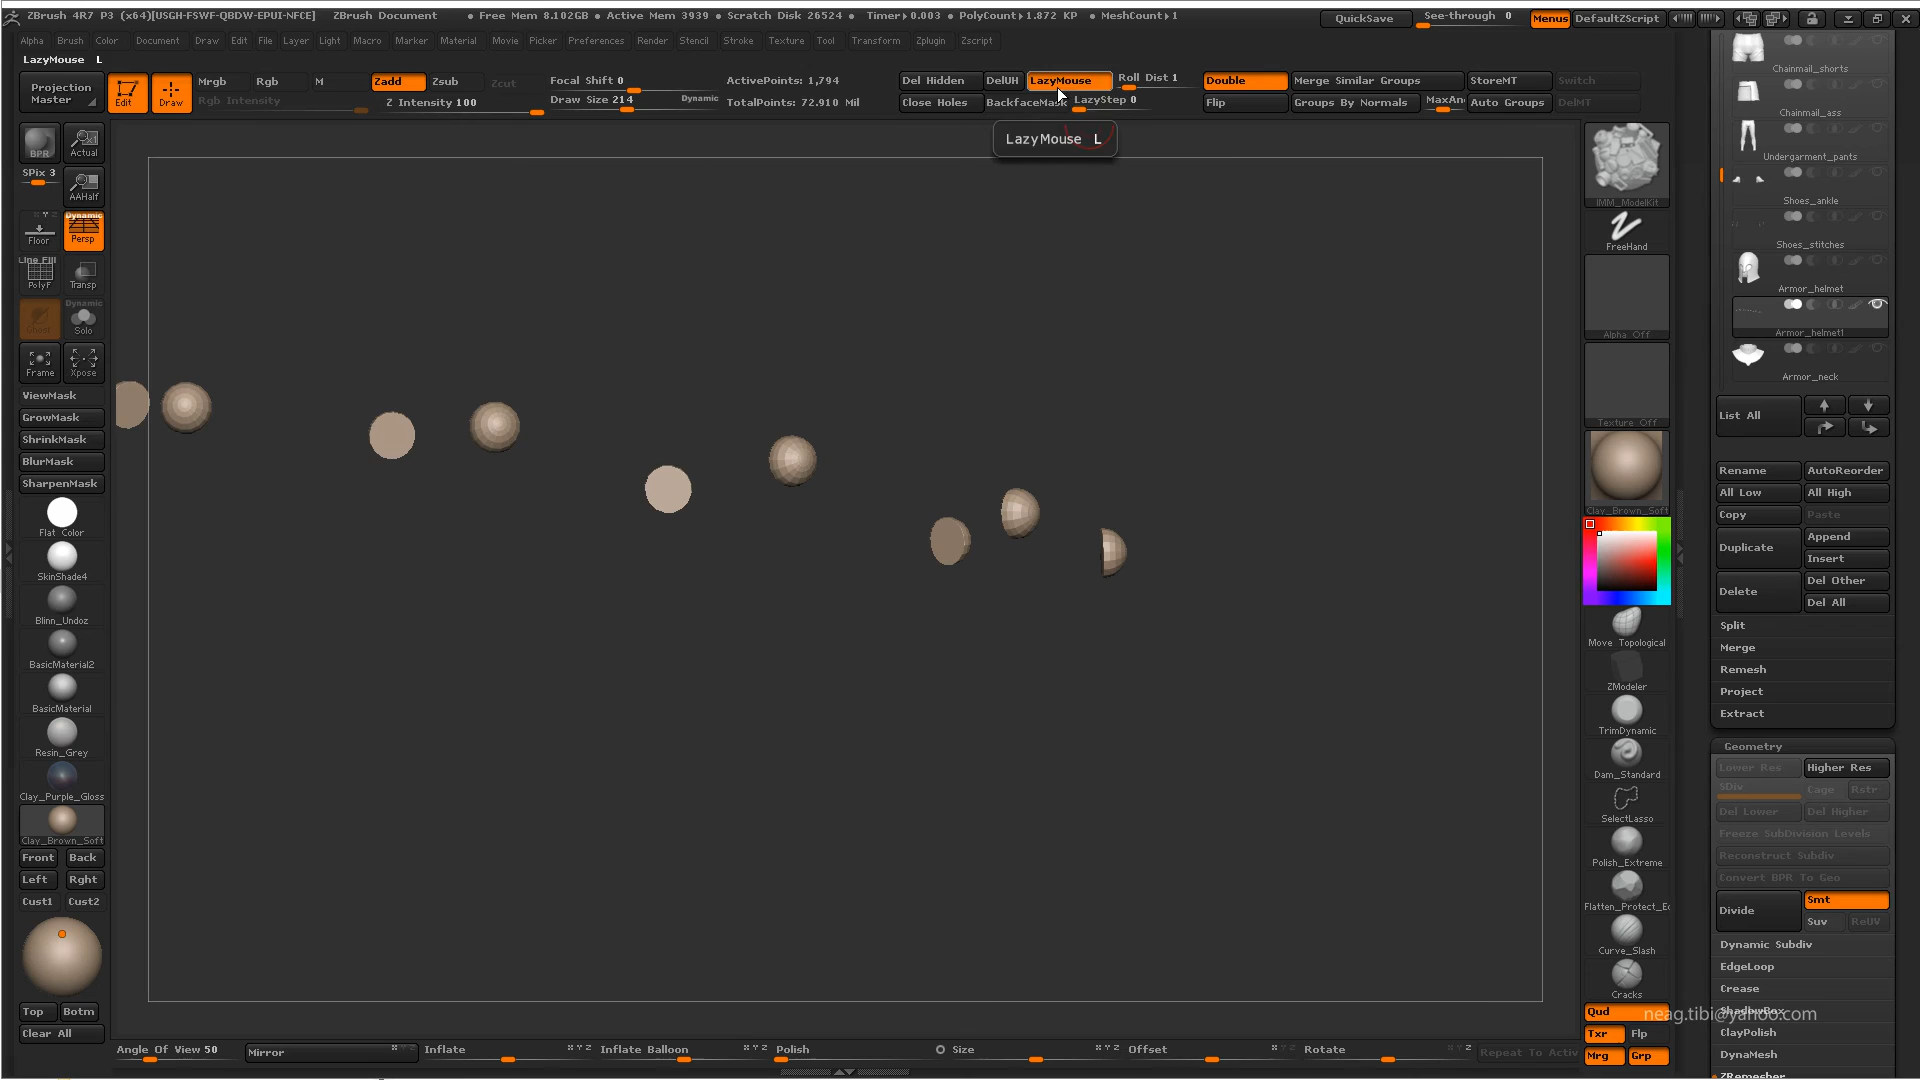 ZBrush 4R7 P3 (x64)[USGH-FSWF-QBDW-EPUI-NFCE] ZBrush Document • Free Mem 8.102GB • Active Mem 3939 • Scratch Disk 26524 • Timer▸0.003 • PolyCount▸1.872 KP • MeshCount▸1 QuickSave See-through 0 Menus DefaultZScript
Alpha Brush Color Document Draw Edit File Layer Light Macro Marker Material Movie Picker Preferences Render Stencil Stroke Texture Tool Transform Zplugin Zscript
LazyMouse L
Projection Master
Edit Draw
Mrgb Rgb M Zadd Zsub Zcut
Rgb Intensity Z Intensity 100
Focal Shift 0
Draw Size 214 Dynamic
ActivePoints: 1,794
TotalPoints: 72.910 Mil
Del Hidden DelUH LazyMouse Roll Dist 1 Double Merge Similar Groups StoreMT Switch
Close Holes BackfaceMask LazyStep 0 Flip Groups By Normals MaxAn Auto Groups DelMT
LazyMouse L
BPR Actual
SPix 3 AAHalf
Dynamic
Floor Persp
Line Fill
PolyF Transp
Dynamic
Ghost Solo
Frame Xpose
ViewMask
GrowMask
ShrinkMask
BlurMask
SharpenMask
Flat Color
SkinShade4
Blinn_Undoz
BasicMaterial2
BasicMaterial
Resin_Grey
Clay_Purple_Gloss
Clay_Brown_Soft
Front Back
Left Rght
Cust1 Cust2
Top Botm
Clear All
Angle Of View 50 Mirror Inflate Inflate Balloon Polish Size Offset Rotate Repeat To Activ
IMM_ModelKit
FreeHand
Alpha Off
Texture Off
Clay_Brown_Soft
Move Topological
ZModeler
TrimDynamic
Dam_Standard
SelectLasso
Polish_Extreme
Flatten_Protect_Ec
Curve_Slash
Cracks
Qud
Txr Flp
Mrg Grp
Chainmail_shorts
Chainmail_ass
Undergarment_pants
Shoes_ankle
Shoes_stitches
Armor_helmet
Armor_helmet1
Armor_neck
List All
Rename AutoReorder
All Low All High
Copy Paste
Duplicate Append
Insert
Delete Del Other
Del All
Split
Merge
Remesh
Project
Extract
Geometry
Lower Res Higher Res
SDiv Cage Rstr
Del Lower Del Higher
Freeze SubDivision Levels
Reconstruct Subdiv
Convert BPR To Geo
Divide Smt
Suv ReUV
Dynamic Subdiv
EdgeLoop
Crease
ShadowBox
neag.tibi@yahoo.com
ClayPolish
DynaMesh
ZRemesher